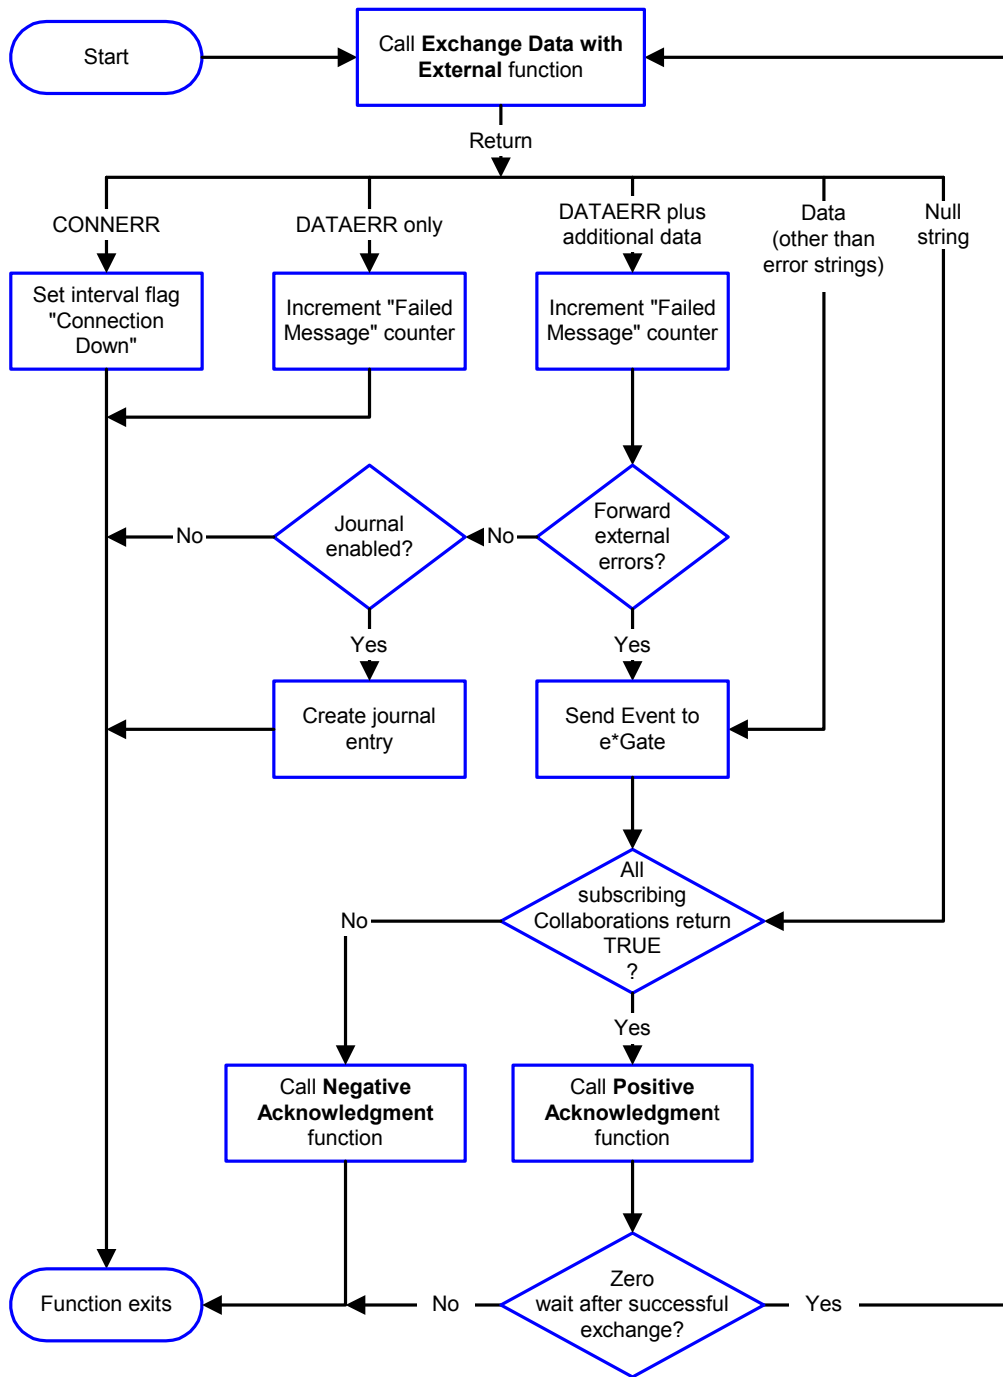 Start
Call Exchange Data with
External function
Return
CONNERR
DATAERR only
DATAERR plus
additional data
Data
(other than
error strings)
Null
string
Set interval flag
"Connection
Down"
Increment "Failed
Message" counter
Increment "Failed
Message" counter
No
Journal
enabled?
No
Forward
external
errors?
Yes
Yes
Create journal
entry
Send Event to
e*Gate
All
subscribing
Collaborations return
TRUE
?
No
Yes
Call Negative
Acknowledgment
function
Call Positive
Acknowledgment
function
Function exits
No
Zero
wait after successful
exchange?
Yes